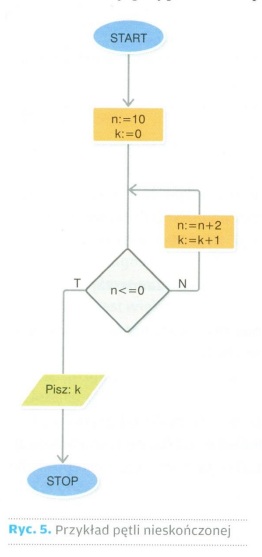 START
n:=10
k:=0
n:=n+2
k:=k+1
T
N
n<=0
Pisz: k
STOP
Ryc. 5. Przykład pętli nieskończonej